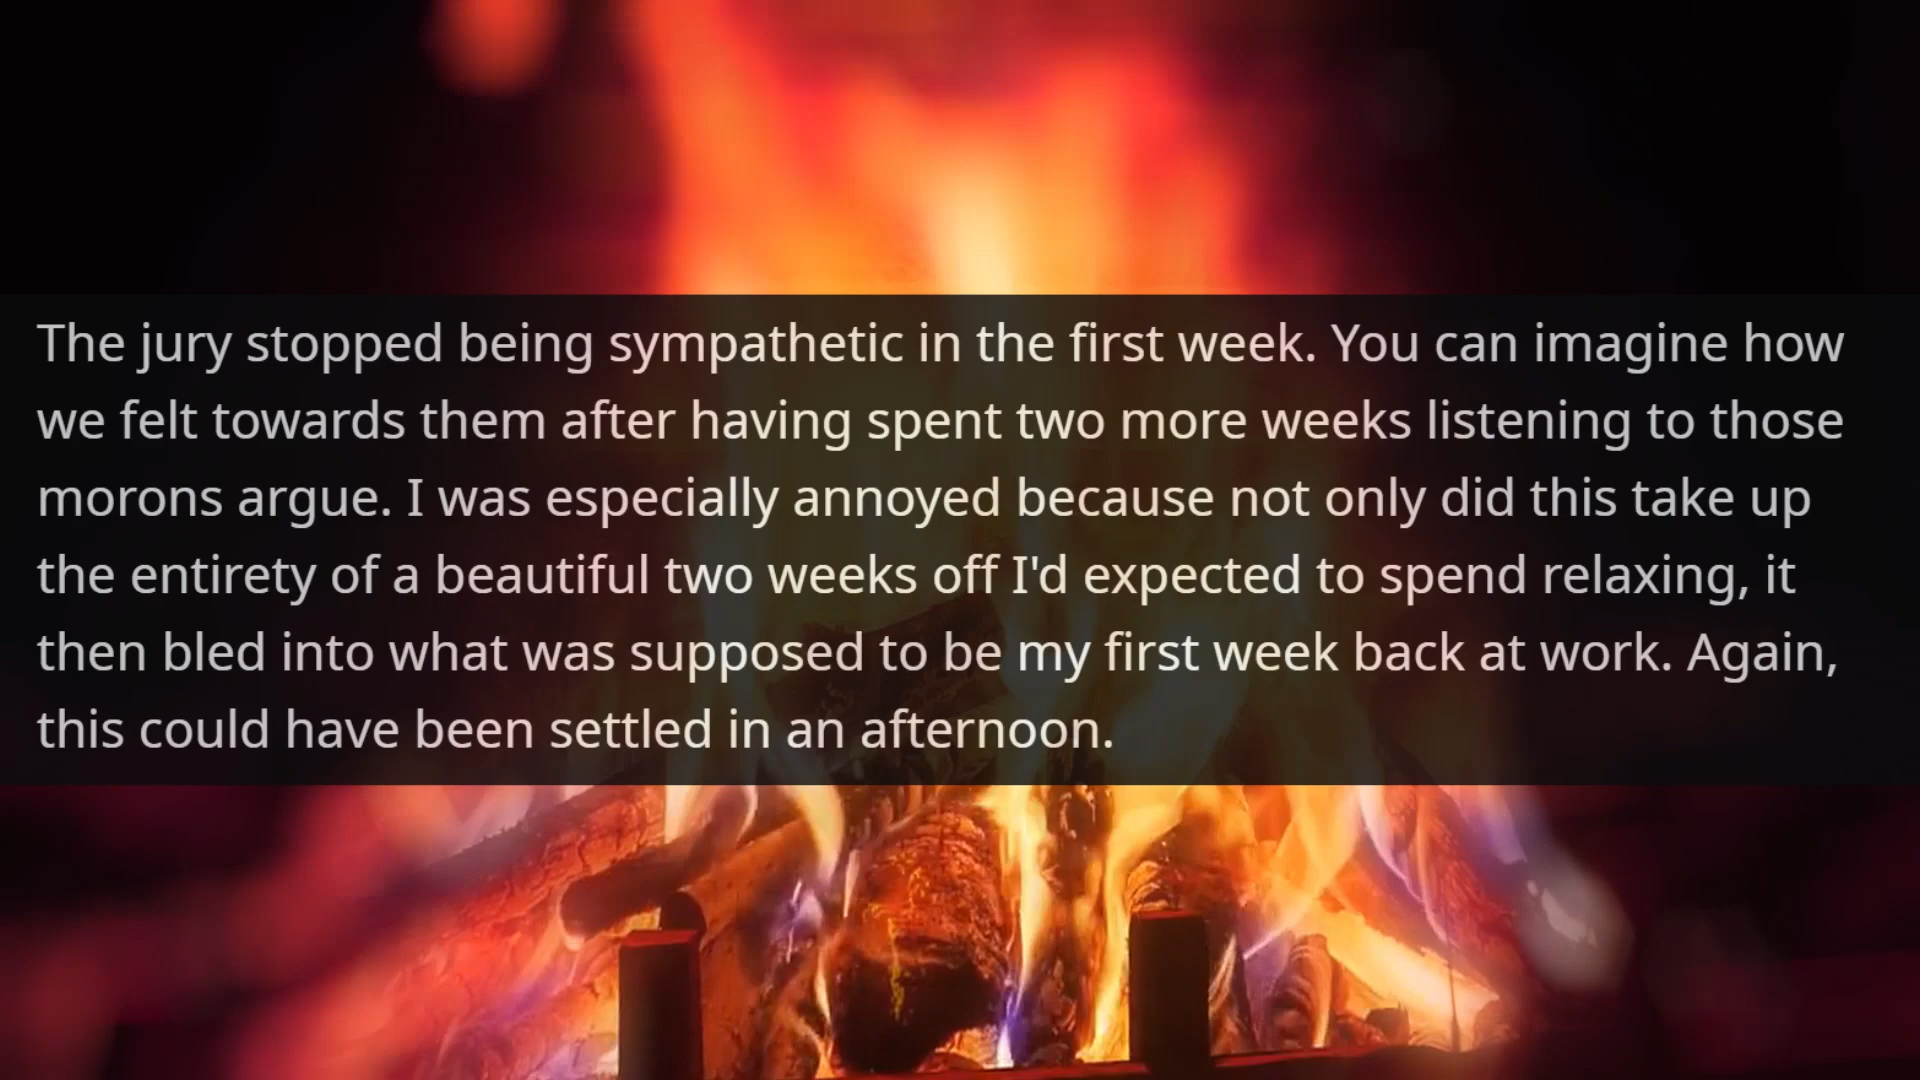 The jury stopped being sympathetic in the first week. You can imagine how
we felt towards them after having spent two more weeks listening to those
morons argue. I was especially annoyed because not only did this take up
the entirety of a beautiful two weeks off I'd expected to spend relaxing, it
then bled into what was supposed to be my first week back at work. Again,
this could have been settled in an afternoon.